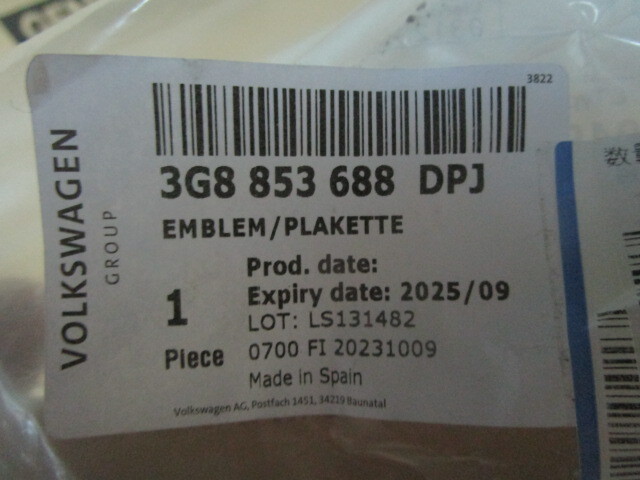 3822
VOLKSWAGEN
GROUP
3G8 853 688 DPJ
EMBLEM/PLAKETTE
1
Piece
Prod. date:
Expiry date: 2025/09
LOT: LS131482
0700 FI 20231009
Made in Spain
Volkswagen AG, Postfach 1451, 34219 Baunatal
数